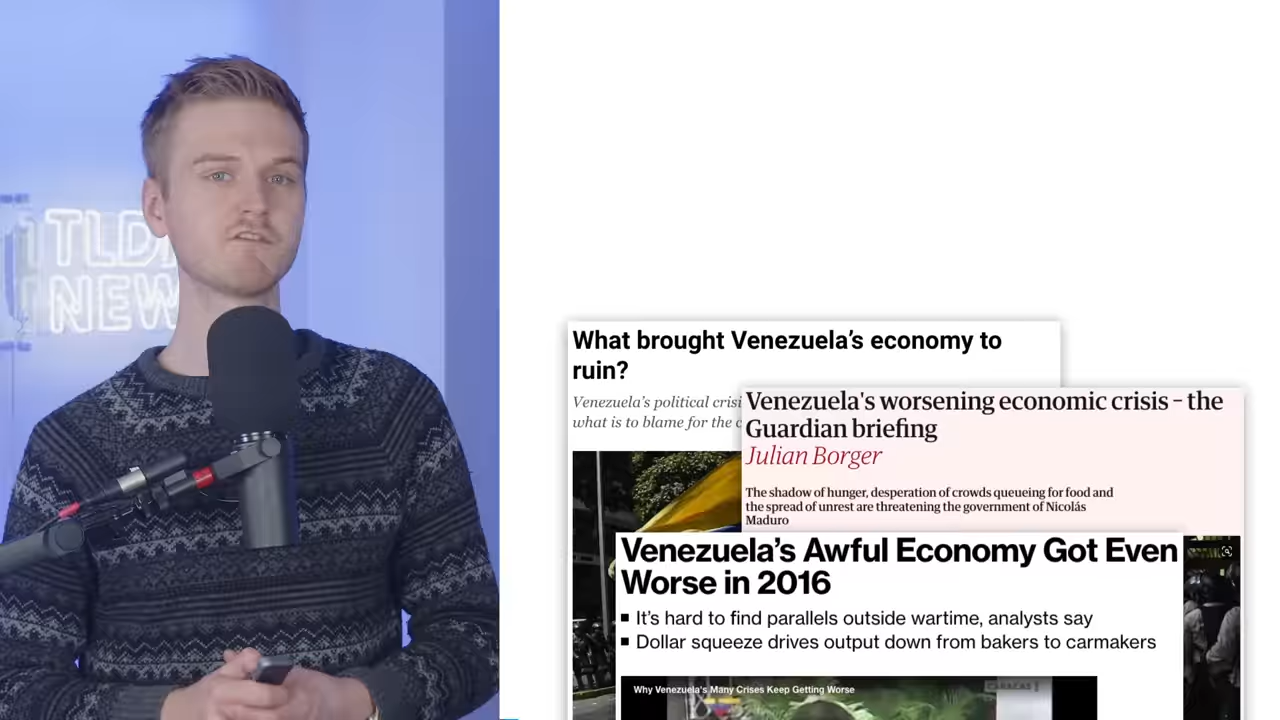 TLD
NEW
What brought Venezuela’s economy to
ruin?
Venezuela’s political crisi
what is to blame for the c
Venezuela's worsening economic crisis – the
Guardian briefing
Julian Borger
The shadow of hunger, desperation of crowds queueing for food and
the spread of unrest are threatening the government of Nicolás
Maduro
Venezuela’s Awful Economy Got Even
Worse in 2016
▪ It’s hard to find parallels outside wartime, analysts say
▪ Dollar squeeze drives output down from bakers to carmakers
Why Venezuela's Many Crises Keep Getting Worse
CARACAS